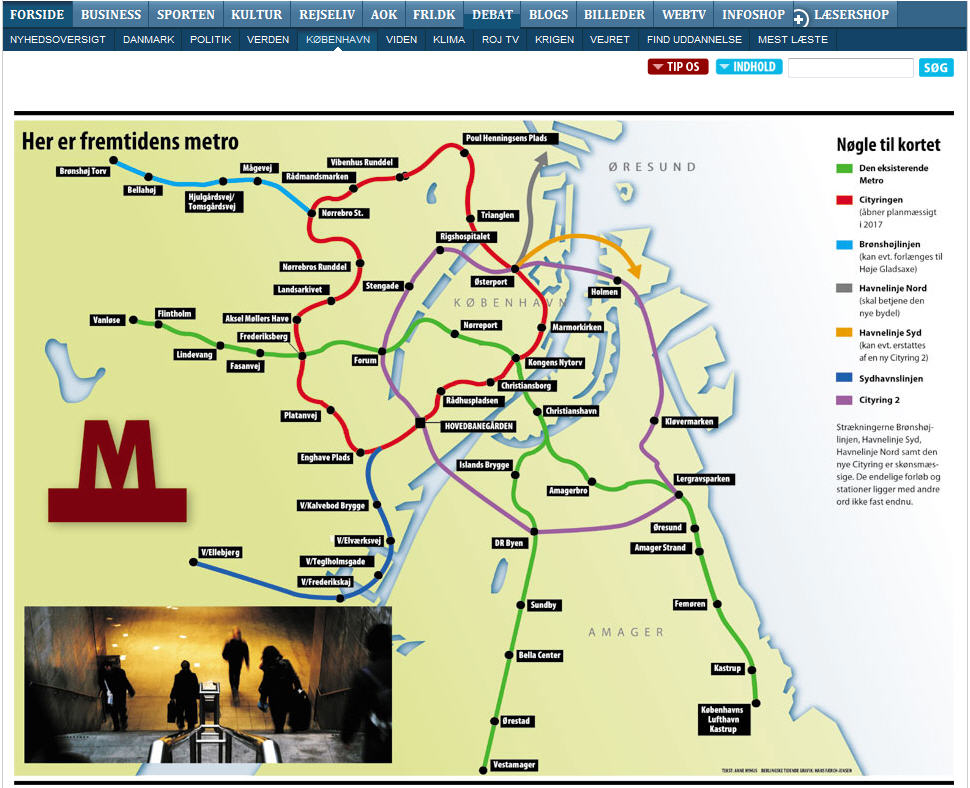 FORSIDE BUSINESS SPORTEN KULTUR REJSELIV AOK FRI.DK DEBAT BLOGS BILLEDER WEBTV INFOSHOP LÆSERSHOP
NYHEDSOVERSIGT DANMARK POLITIK VERDEN KØBENHAVN VIDEN KLIMA ROJ TV KRIGEN VEJRET FIND UDDANNELSE MEST LÆSTE
TIP OS INDHOLD SØG
Her er fremtidens metro
Poul Henningsens Plads
Vibenhus Runddel
Brønshøj Torv
Mågevej
Rådmandsmarken
Bellahøj
Hjulgårdsvej/
Tomsgårdsvej
Nørrebro St.
Trianglen
ØRESUND
Rigshospitalet
Nørrebros Runddel
Stengade
Østerport
Holmen
Landsarkivet
KØBENHAVN
Vanløse
Flintholm
Aksel Møllers Have
Nørreport
Marmorkirken
Frederiksberg
Lindevang
Fasanvej
Forum
Kongens Nytorv
Christiansborg
Rådhuspladsen
Platanvej
Christianshavn
HOVEDBANEGÅRDEN
Kløvermarken
M
Enghave Plads
Islands Brygge
Amagerbro
Lergravsparken
V/Kalvebod Brygge
Øresund
V/Elværksvej
DR Byen
Amager Strand
V/Ellebjerg
V/Teglholmsgade
V/Frederikskaj
Sundby
Femøren
AMAGER
Bella Center
Kastrup
Københavns
Lufthavn
Kastrup
Ørestad
Vestamager
Nøgle til kortet
Den eksisterende
Metro
Cityringen
(åbner planmæssigt
i 2017
Brønshøjlinjen
(kan evt. forlænges til
Høje Gladsaxe)
Havnelinje Nord
(skal betjene den
nye bydel)
Havnelinje Syd
(kan evt. erstattes
af en ny Cityring 2)
Sydhavnslinjen
Cityring 2
Strækningerne Brønshøj-
linjen, Havnelinje Syd,
Havnelinje Nord samt den
nye Cityring er skønsmæs-
sige. De endelige forløb og
stationer ligger med andre
ord ikke fast endnu.
TEKST: ANNE NYHUS BERLINGSKE TIDENDE GRAFIK: HANS FÆRCH-JENSEN